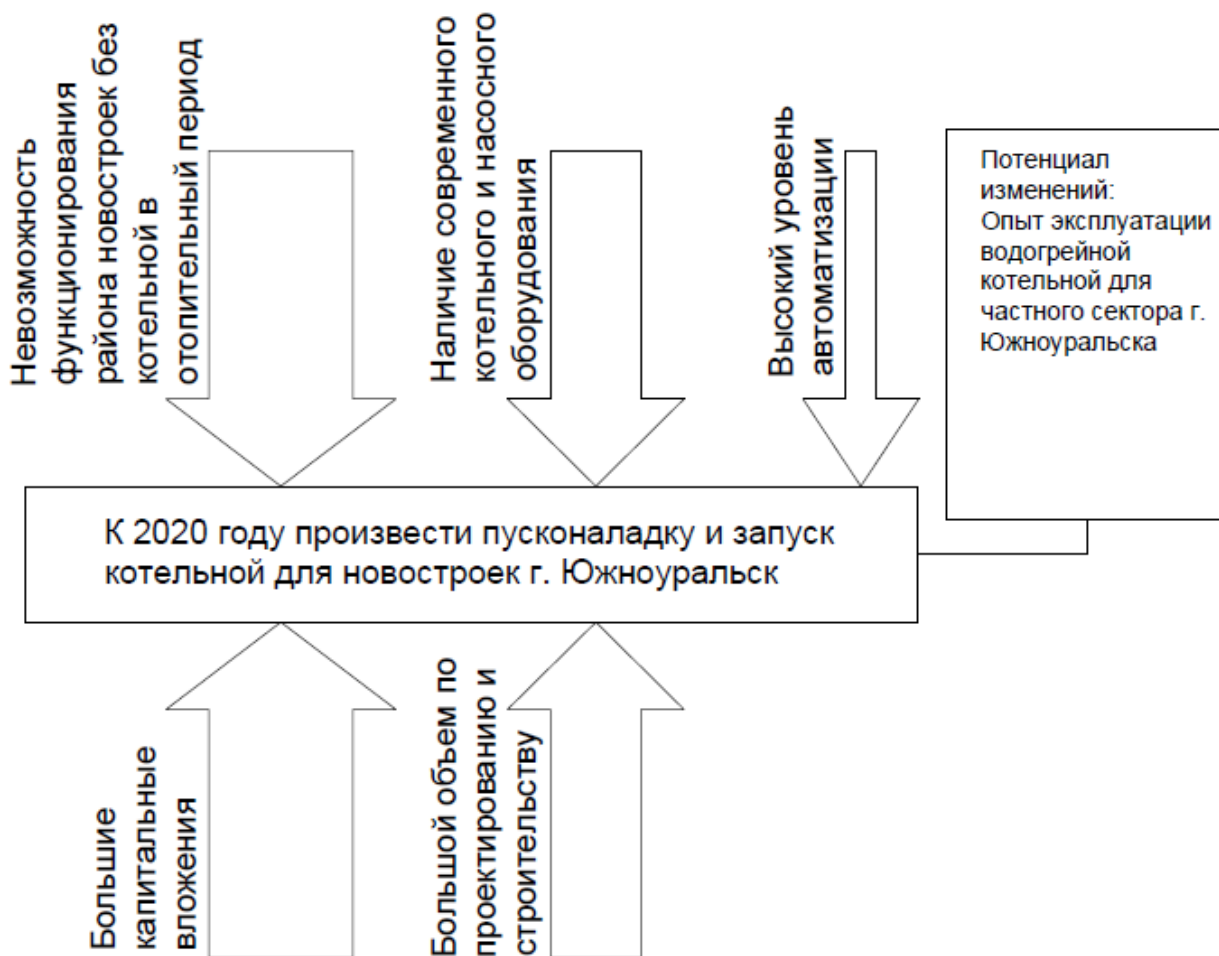 Невозможность
функционирования
района новостроек без
котельной в
отопительный период
Наличие современного
котельного и насосного
оборудования
Высокий уровень
автоматизации
Потенциал
изменений:
Опыт эксплуатации
водогрейной
котельной для
частного сектора г.
Южноуральска
К 2020 году произвести пусконаладку и запуск
котельной для новостроек г. Южноуральск
Большие
капитальные
вложения
Большой объем по
проектированию и
строительству